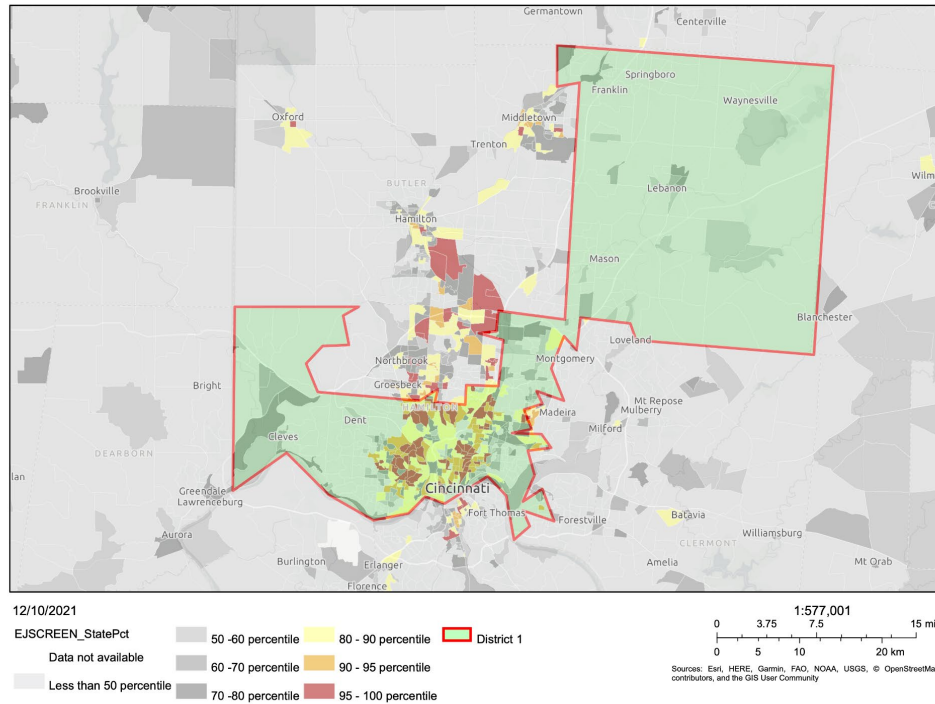 Germantown
Centerville
Springboro
Franklin
Waynesville
Oxford
Middletown
Trenton
Brookville
FRANKLIN
BUTLER
Lebanon
Wilm
Hamilton
Mason
Blanchester
Loveland
Montgomery
Northbrook
Bright
Groesbeck
HAMILTON
Mt Repose
Mulberry
Madeira
Dent
Milford
Cleves
DEARBORN
lan
Cincinnati
Greendale
Lawrenceburg
Fort Thomas
Forestville
Batavia
Aurora
Williamsburg
CLERMONT
Burlington
Erlanger
Amelia
Mt Orab
Florence
12/10/2021
1:577,001
EJSCREEN_StatePct
Data not available
Less than 50 percentile
50 -60 percentile
60 -70 percentile
70 -80 percentile
80 - 90 percentile
90 - 95 percentile
95 - 100 percentile
District 1
0 3.75 7.5 15 mi
0 5 10 20 km
Sources: Esri, HERE, Garmin, FAO, NOAA, USGS, © OpenStreetMa
contributors, and the GIS User Community